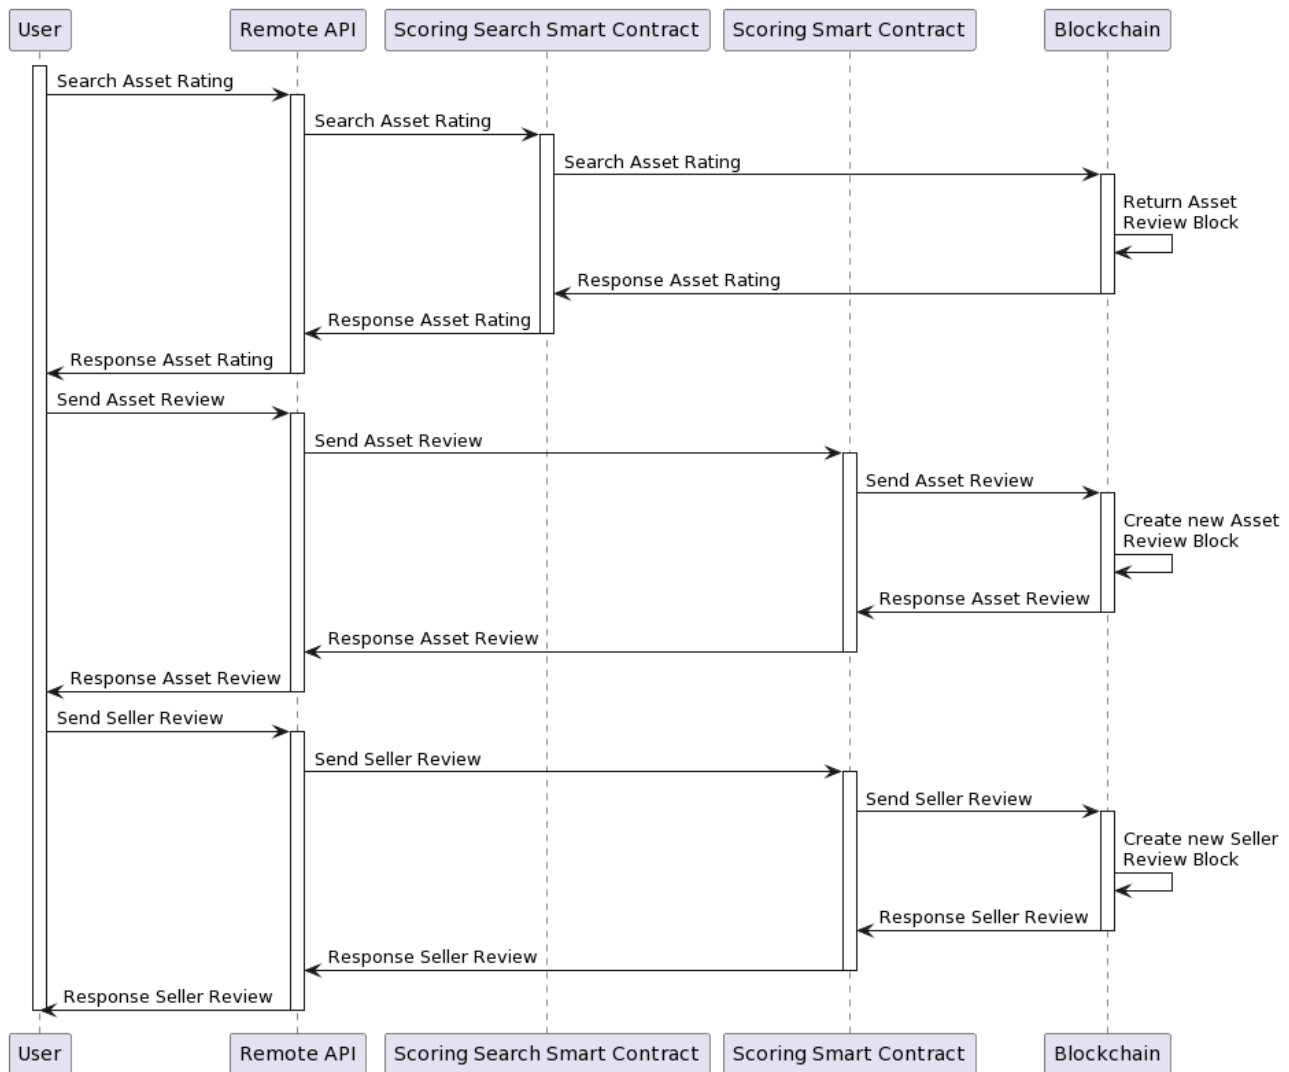 User
Remote API
Scoring Search Smart Contract
Scoring Smart Contract
Blockchain
Search Asset Rating
Search Asset Rating
Search Asset Rating
Return Asset
Review Block
Response Asset Rating
Response Asset Rating
Response Asset Rating
Send Asset Review
Send Asset Review
Send Asset Review
Create new Asset
Review Block
Response Asset Review
Response Asset Review
Response Asset Review
Send Seller Review
Send Seller Review
Send Seller Review
Create new Seller
Review Block
Response Seller Review
Response Seller Review
Response Seller Review
User
Remote API
Scoring Search Smart Contract
Scoring Smart Contract
Blockchain